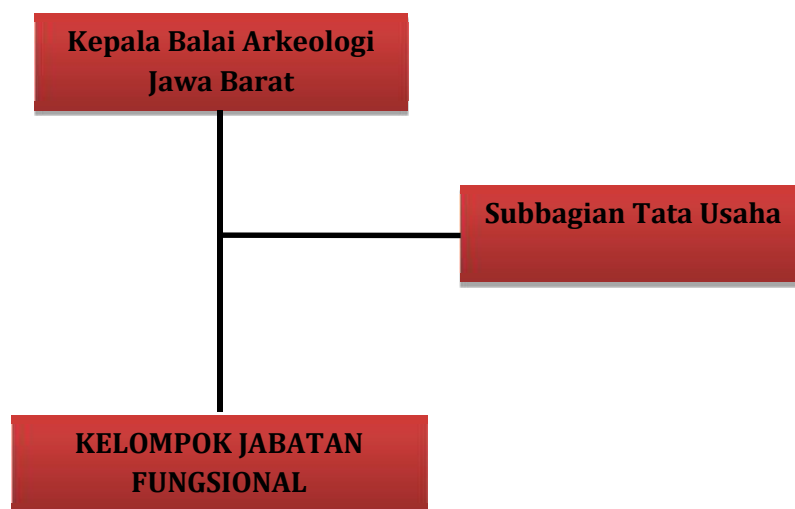 Kepala Balai Arkeologi
Jawa Barat
Subbagian Tata Usaha
KELOMPOK JABATAN
FUNGSIONAL